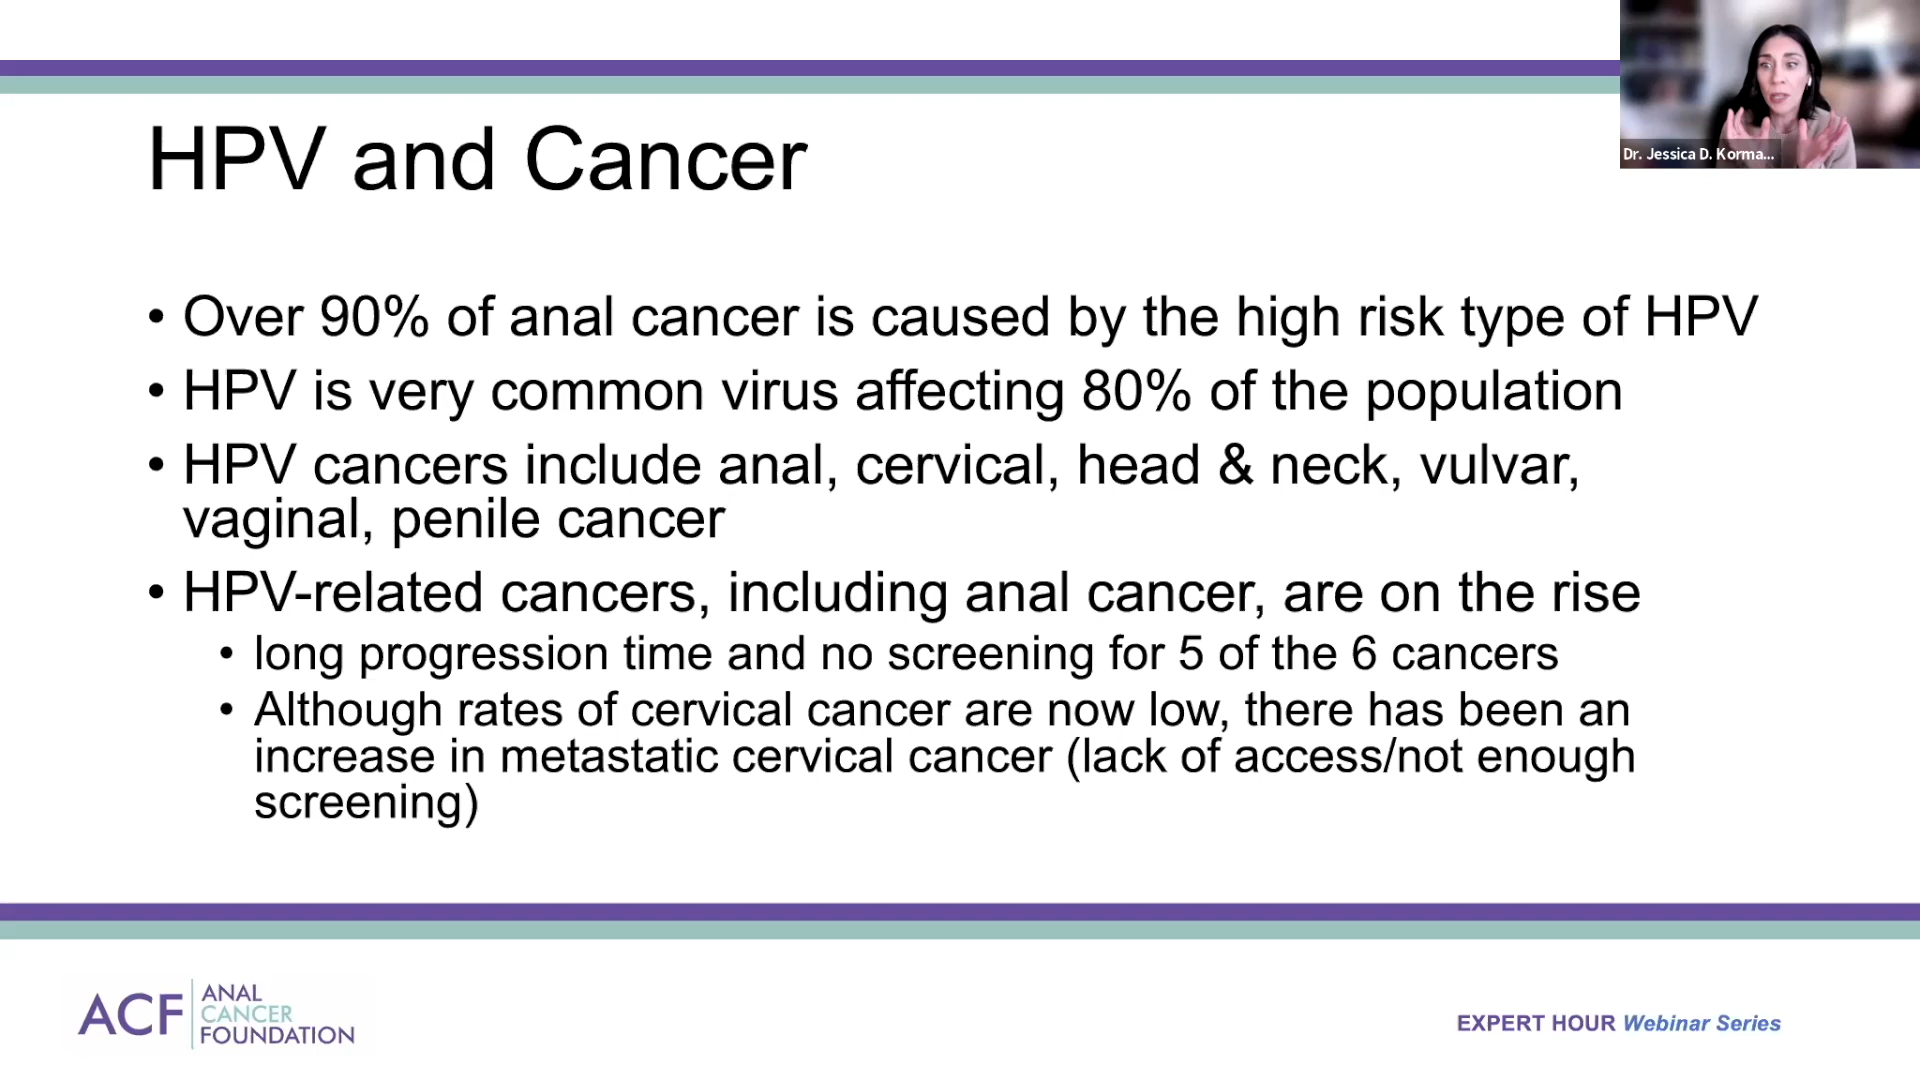 Dr. Jessica D. Korma...
HPV and Cancer
• Over 90% of anal cancer is caused by the high risk type of HPV
• HPV is very common virus affecting 80% of the population
• HPV cancers include anal, cervical, head & neck, vulvar,
vaginal, penile cancer
• HPV-related cancers, including anal cancer, are on the rise
• long progression time and no screening for 5 of the 6 cancers
• Although rates of cervical cancer are now low, there has been an
increase in metastatic cervical cancer (lack of access/not enough
screening)
ACF
ANAL
CANCER
FOUNDATION
EXPERT HOUR Webinar Series